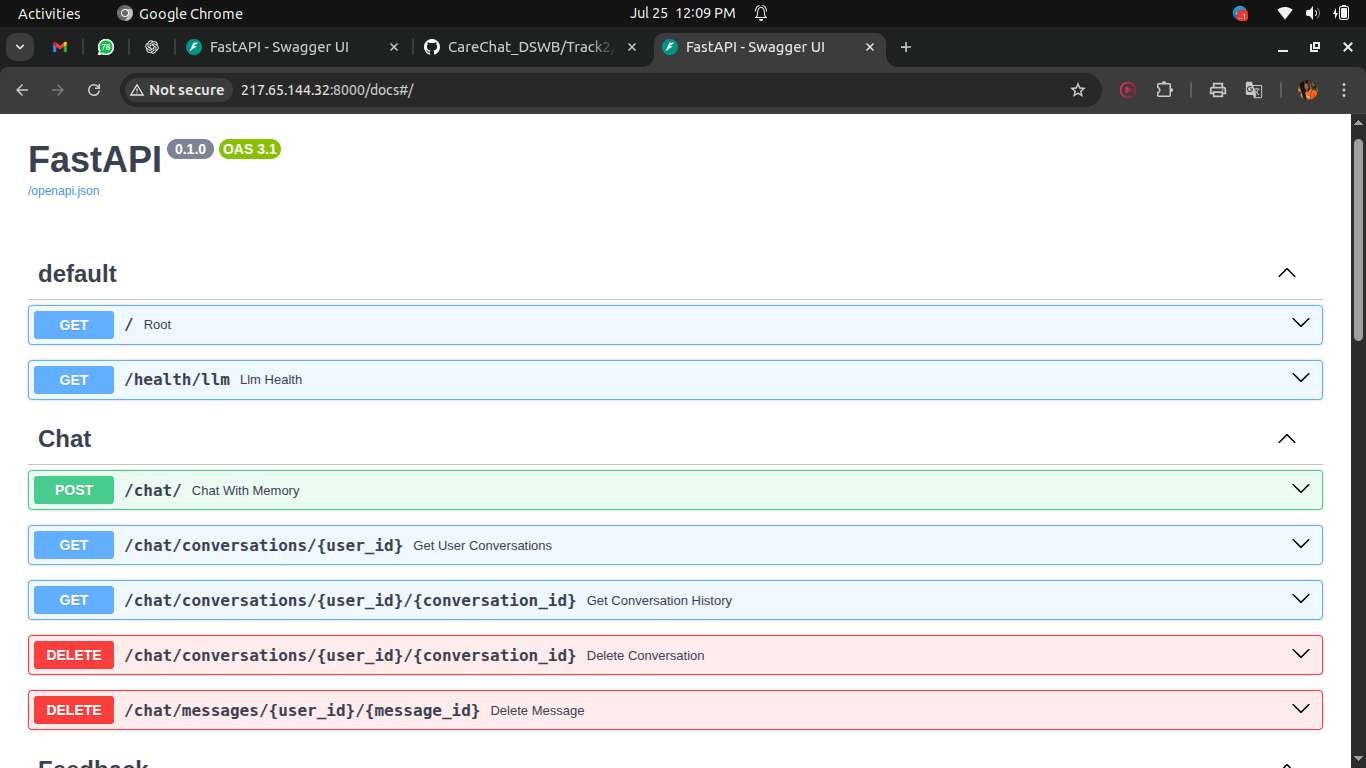 Activities Google Chrome Jul 25 12:09 PM
78 FastAPI - Swagger UI CareChat_DSWB/Track2/ FastAPI - Swagger UI
Not secure 217.65.144.32:8000/docs#/
FastAPI 0.1.0 OAS 3.1
/openapi.json
default
GET / Root
GET /health/llm Llm Health
Chat
POST /chat/ Chat With Memory
GET /chat/conversations/{user_id} Get User Conversations
GET /chat/conversations/{user_id}/{conversation_id} Get Conversation History
DELETE /chat/conversations/{user_id}/{conversation_id} Delete Conversation
DELETE /chat/messages/{user_id}/{message_id} Delete Message
Feedback